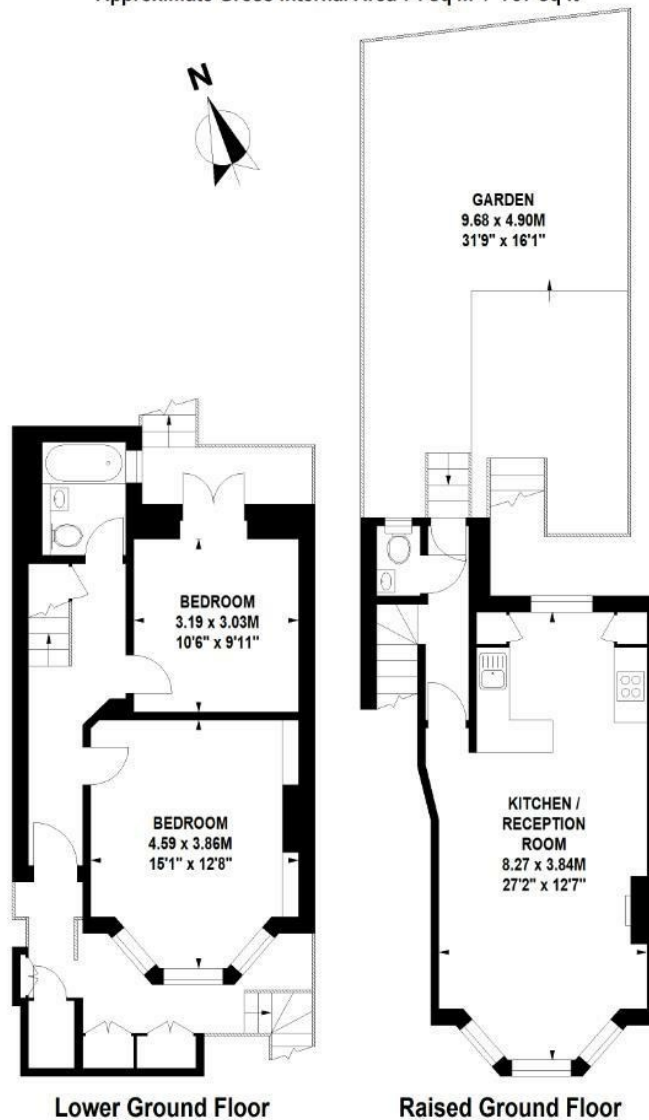 N
GARDEN
9.68 x 4.90M
31'9" x 16'1"
BEDROOM
3.19 x 3.03M
10'6" x 9'11"
BEDROOM
4.59 x 3.86M
15'1" x 12'8"
KITCHEN /
RECEPTION
ROOM
8.27 x 3.84M
27'2" x 12'7"
Lower Ground Floor
Raised Ground Floor